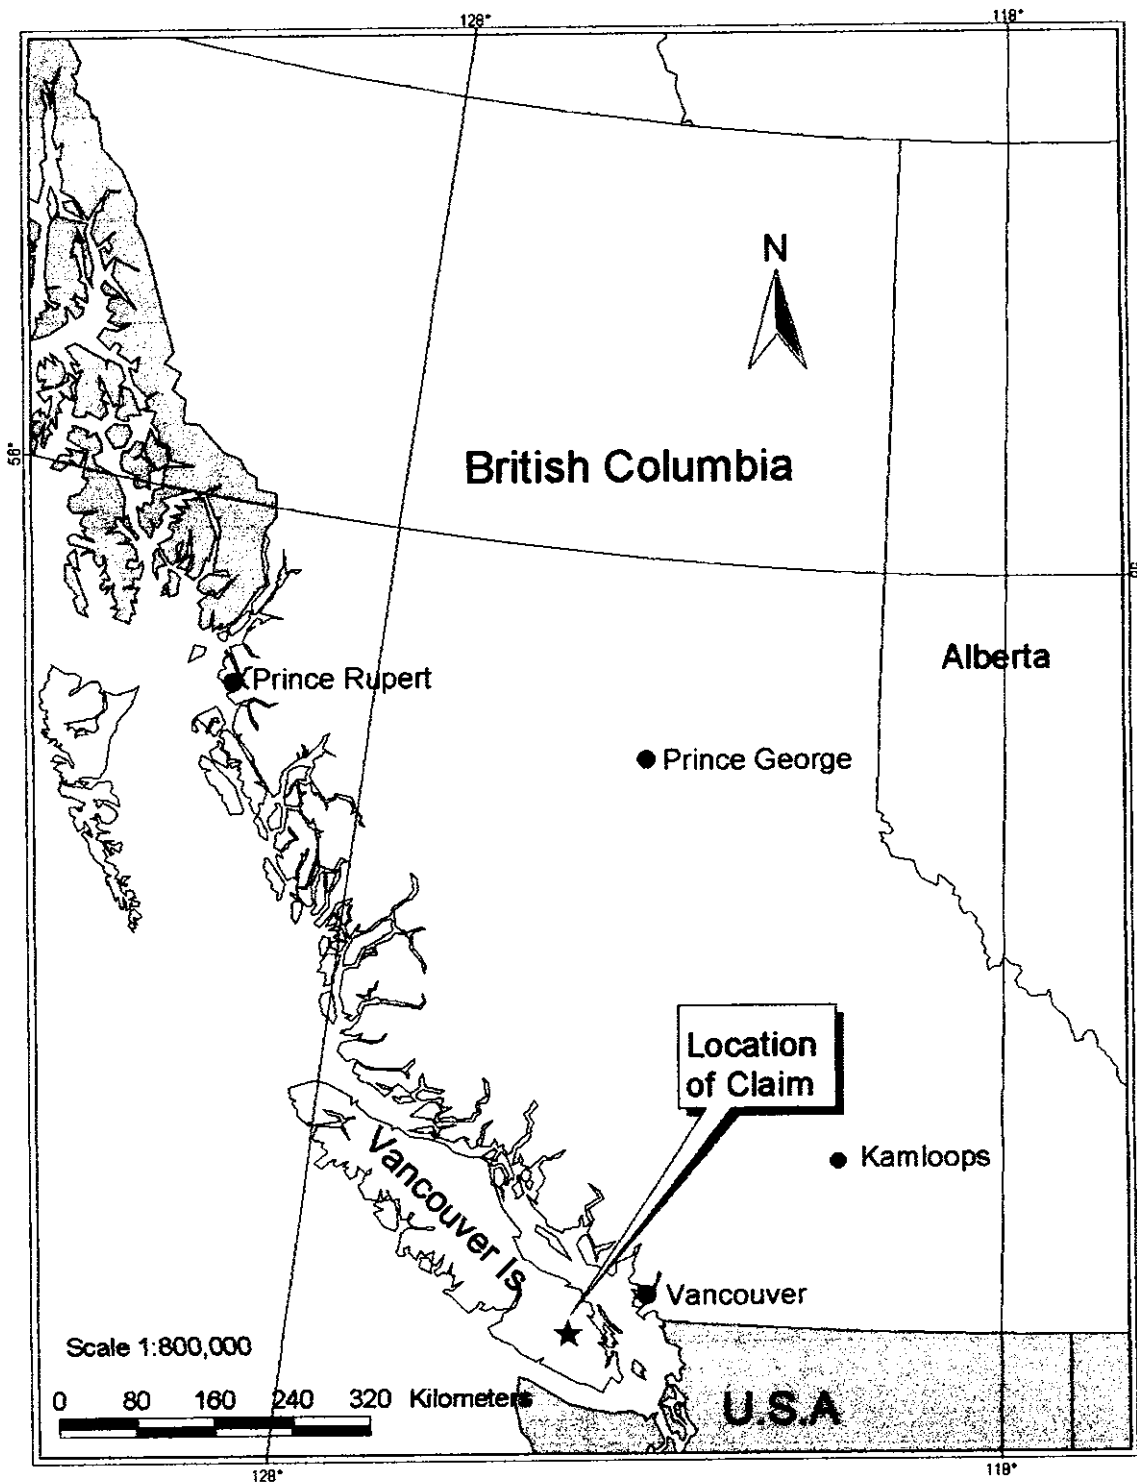 128°
118°
N
58°
British Columbia
Alberta
Prince Rupert
Prince George
Location
of Claim
Kamloops
Vancouver Is
Vancouver
Scale 1:800,000
0 80 160 240 320 Kilometers
U.S.A
128°
118°